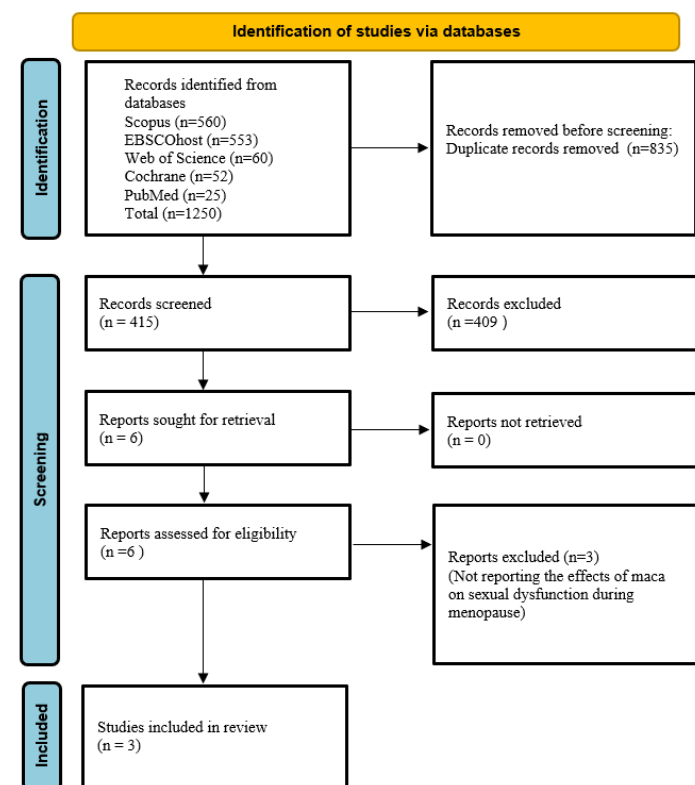 Identification of studies via databases
Identification
Records identified from
databases
Scopus (n=560)
EBSCOhost (n=553)
Web of Science (n=60)
Cochrane (n=52)
PubMed (n=25)
Total (n=1250)
Records removed before screening:
Duplicate records removed (n=835)
Screening
Records screened
(n = 415)
Records excluded
(n =409 )
Reports sought for retrieval
(n = 6)
Reports not retrieved
(n = 0)
Reports assessed for eligibility
(n =6 )
Reports excluded (n=3)
(Not reporting the effects of maca
on sexual dysfunction during
menopause)
Included
Studies included in review
(n = 3)